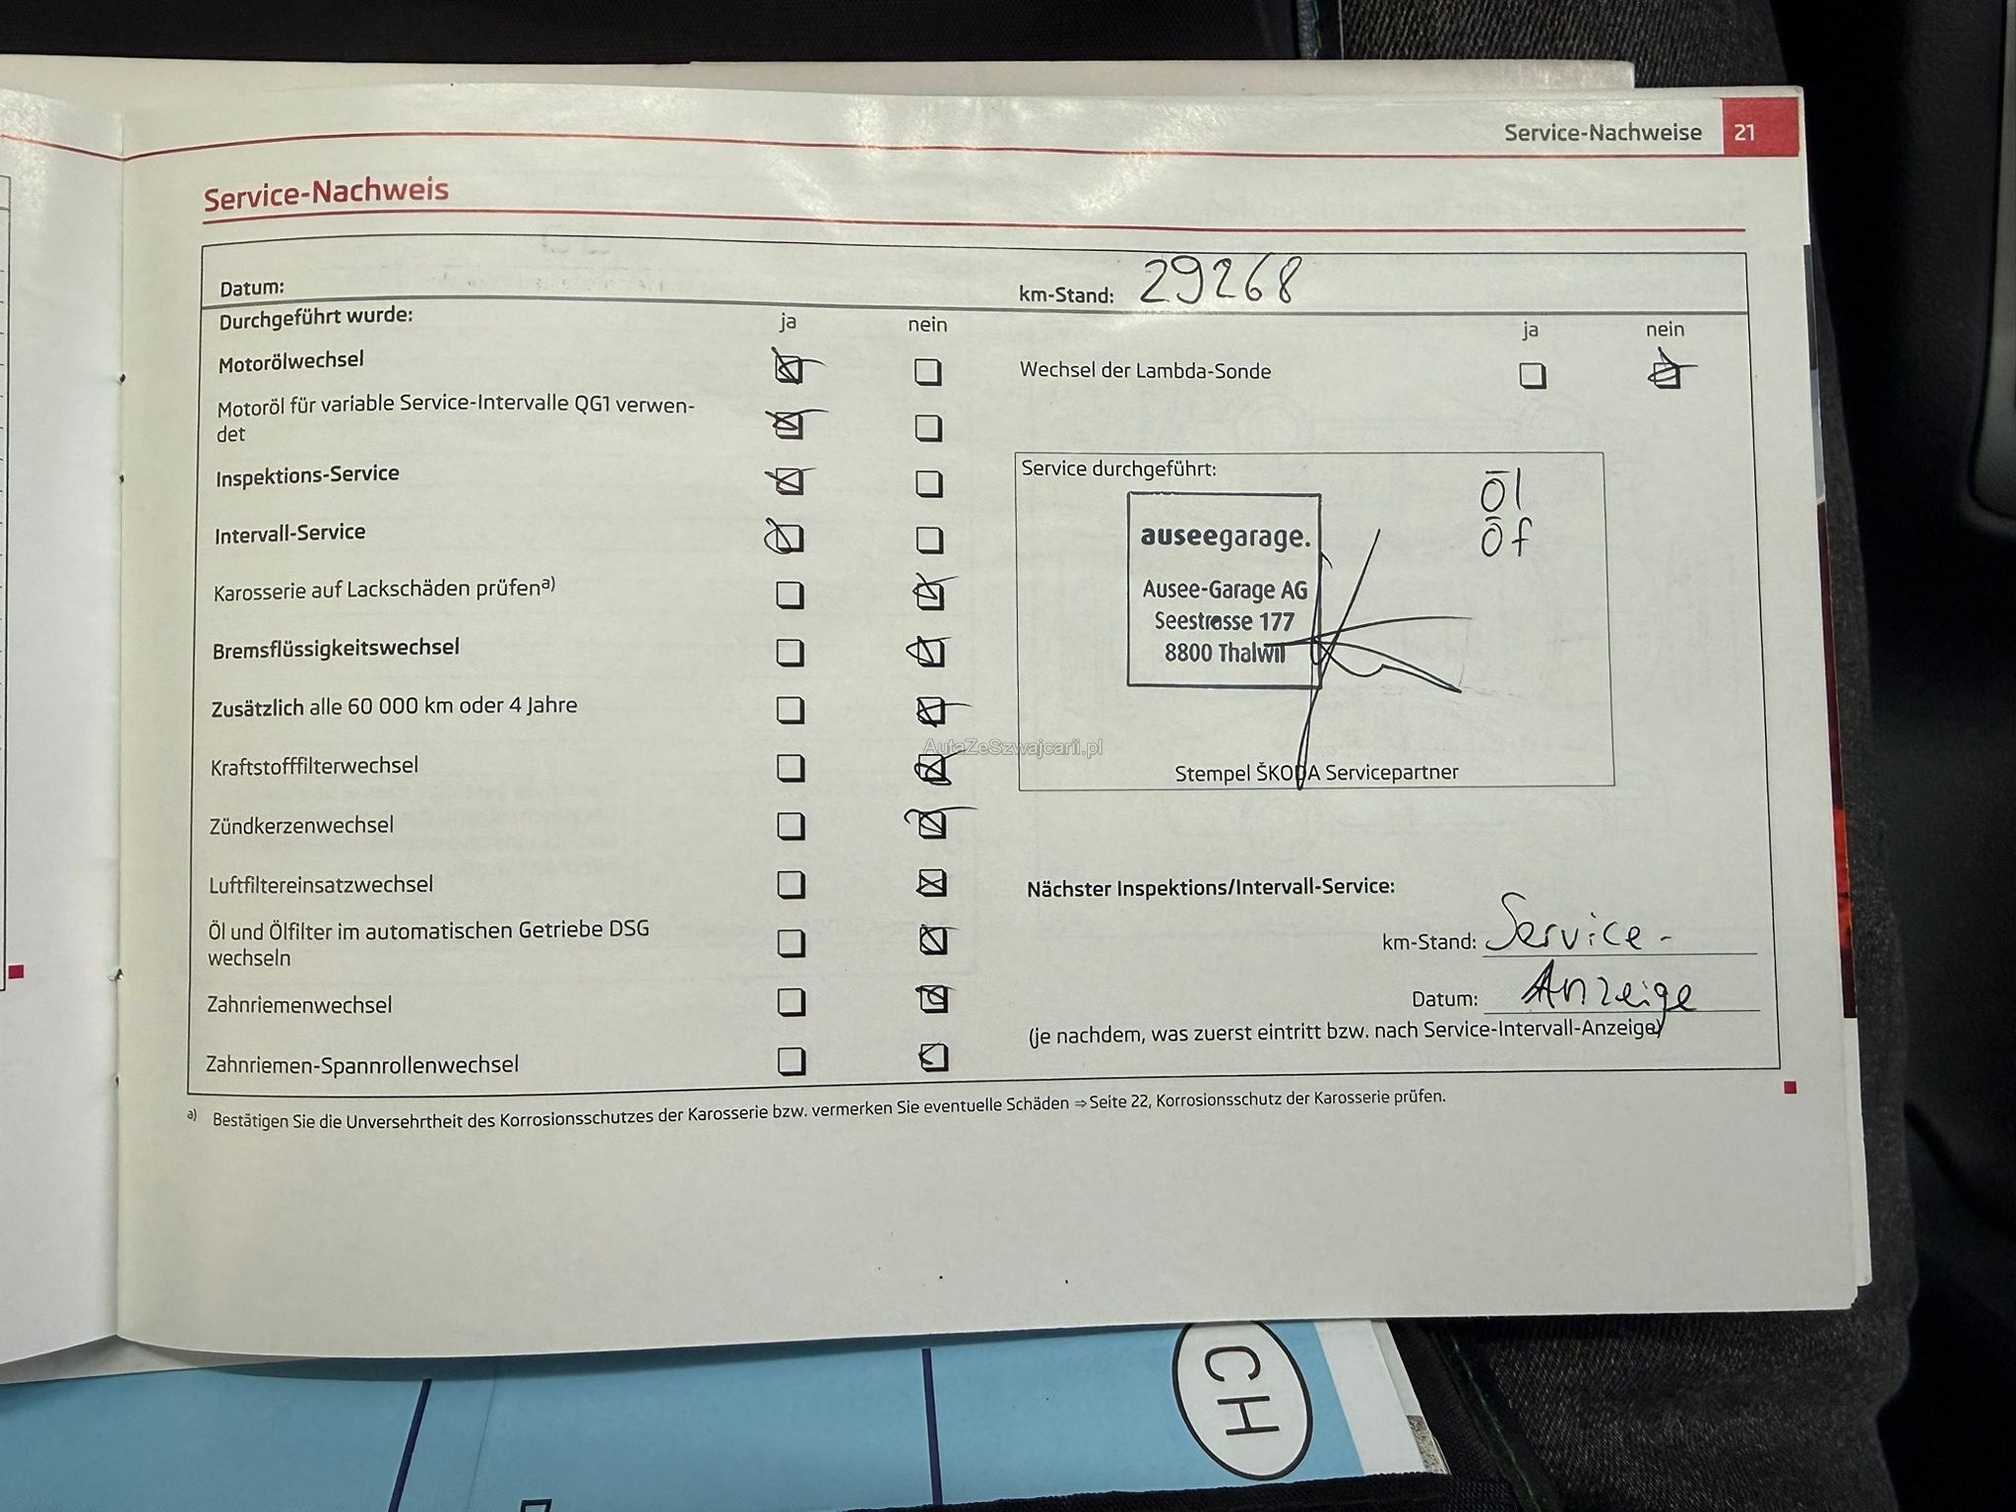 Service-Nachweise 21
Service-Nachweis
Datum:
km-Stand: 29268
Durchgeführt wurde:
ja nein
ja nein
Motorölwechsel
Wechsel der Lambda-Sonde
Motoröl für variable Service-Intervalle QG1 verwen-
det
Inspektions-Service
Intervall-Service
Karosserie auf Lackschäden prüfena)
Bremsflüssigkeitswechsel
Zusätzlich alle 60 000 km oder 4 Jahre
Kraftstofffilterwechsel
Zündkerzenwechsel
Luftfiltereinsatzwechsel
Öl und Ölfilter im automatischen Getriebe DSG
wechseln
Zahnriemenwechsel
Zahnriemen-Spannrollenwechsel
Service durchgeführt:
Öl
Öf
auseegarage.
Ausee-Garage AG
Seestrasse 177
8800 Thalwil
AutaZeSzwajcarii.pl
Stempel ŠKODA Servicepartner
Nächster Inspektions/Intervall-Service:
km-Stand: Service-
Datum: Anzeige
(je nachdem, was zuerst eintritt bzw. nach Service-Intervall-Anzeige)
a) Bestätigen Sie die Unversehrtheit des Korrosionsschutzes der Karosserie bzw. vermerken Sie eventuelle Schäden ⇒ Seite 22, Korrosionsschutz der Karosserie prüfen.
CH